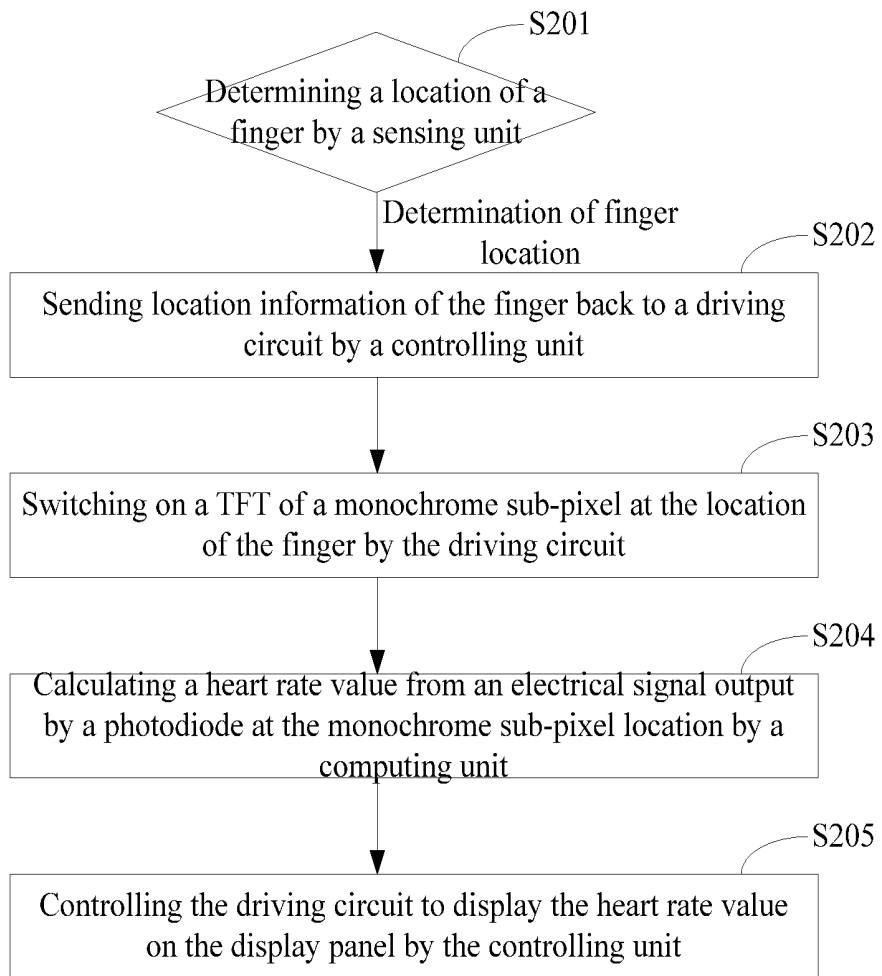 S201
Determining a location of a
finger by a sensing unit
Determination of finger
location
S202
Sending location information of the finger back to a driving
circuit by a controlling unit
S203
Switching on a TFT of a monochrome sub-pixel at the location
of the finger by the driving circuit
S204
Calculating a heart rate value from an electrical signal output
by a photodiode at the monochrome sub-pixel location by a
computing unit
S205
Controlling the driving circuit to display the heart rate value
on the display panel by the controlling unit